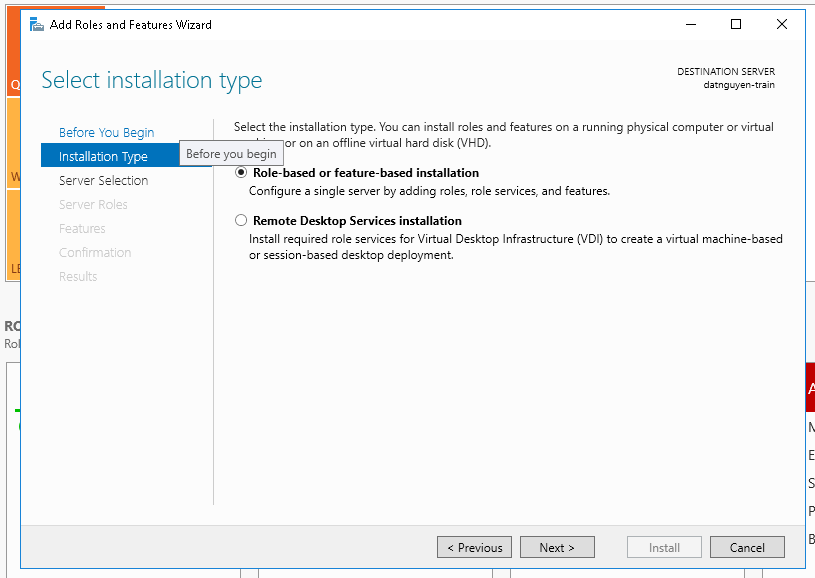 Add Roles and Features Wizard
Select installation type
DESTINATION SERVER
datnguyen-train
Before You Begin
Installation Type
Server Selection
Server Roles
Features
Confirmation
Results
Before you begin
Select the installation type. You can install roles and features on a running physical computer or virtual
or on an offline virtual hard disk (VHD).
Role-based or feature-based installation
Configure a single server by adding roles, role services, and features.
Remote Desktop Services installation
Install required role services for Virtual Desktop Infrastructure (VDI) to create a virtual machine-based
or session-based desktop deployment.
< Previous
Next >
Install
Cancel